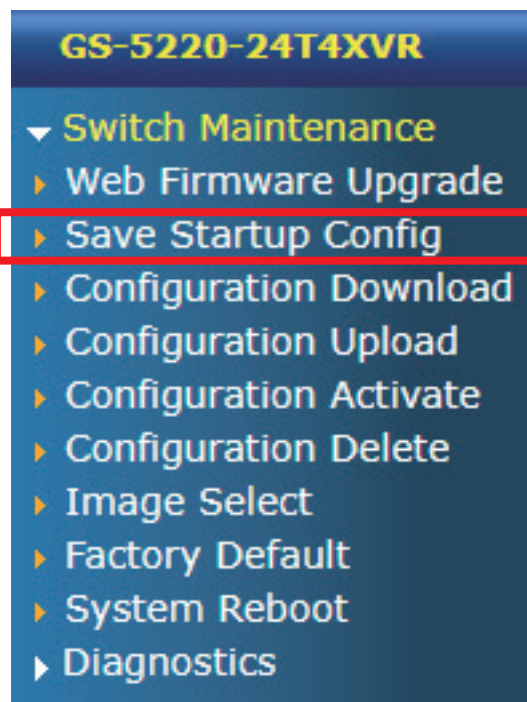 GS-5220-24T4XVR
Switch Maintenance
Web Firmware Upgrade
Save Startup Config
Configuration Download
Configuration Upload
Configuration Activate
Configuration Delete
Image Select
Factory Default
System Reboot
Diagnostics